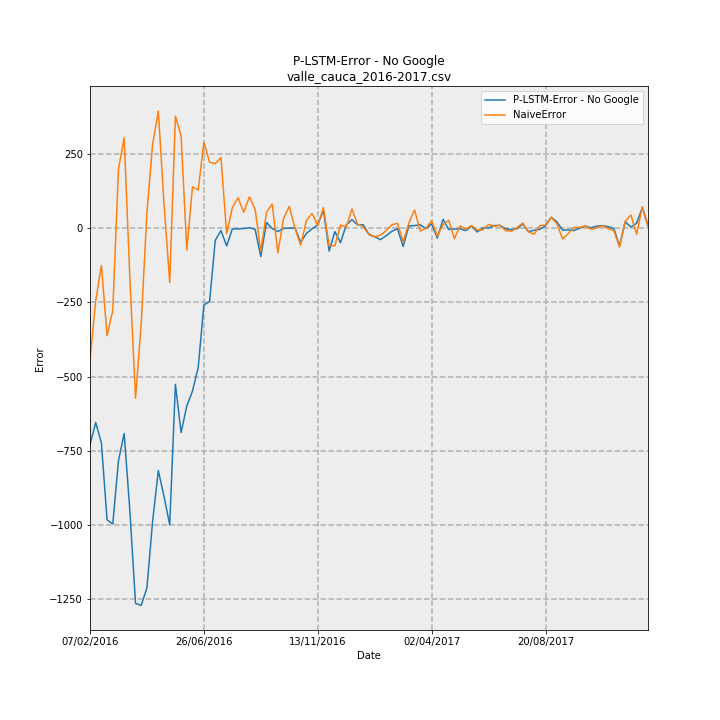 P-LSTM-Error - No Google
valle_cauca_2016-2017.csv
P-LSTM-Error - No Google
NaiveError
250
0
−250
−500
−750
−1000
−1250
Error
07/02/2016
26/06/2016
13/11/2016
02/04/2017
20/08/2017
Date